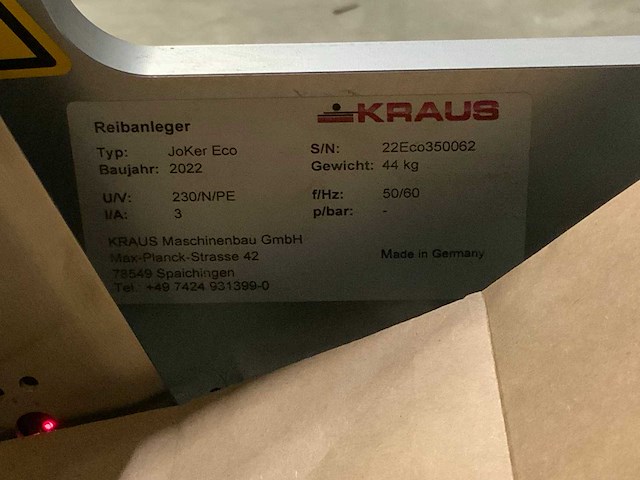 KRAUS
Reibanleger
Typ: JoKer Eco S/N: 22Eco350062
Baujahr: 2022 Gewicht: 44 kg
U/V: 230/N/PE f/Hz: 50/60
I/A: 3 p/bar: -
KRAUS Maschinenbau GmbH
Max-Planck-Strasse 42 Made in Germany
78549 Spaichingen
Tel. +49 7424 931399-0